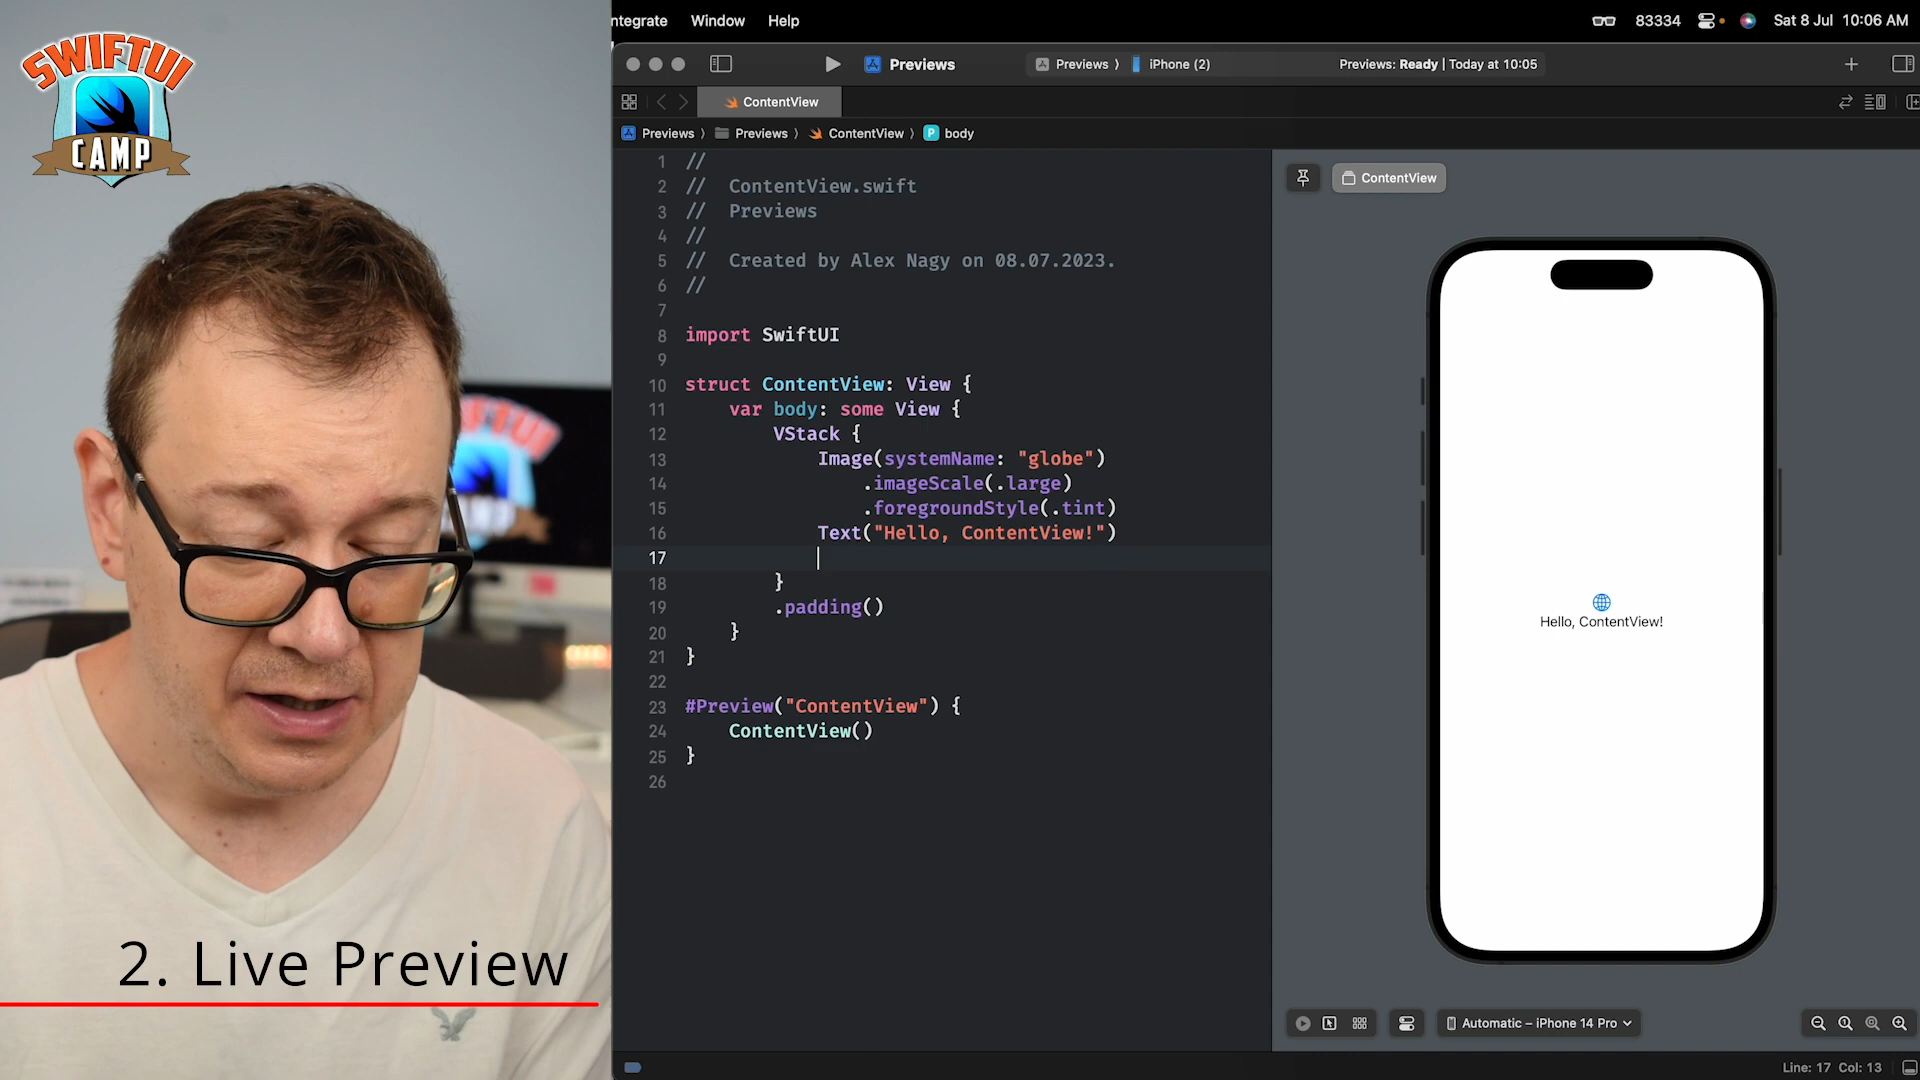 SWIFTUI
CAMP
2. Live Preview
ntegrate Window Help
83334
Sat 8 Jul 10:06 AM
Previews
Previews ⟩ iPhone (2)
Previews: Ready | Today at 10:05
ContentView
Previews ⟩ Previews ⟩ ContentView ⟩ P body
1 //
2 // ContentView.swift
3 // Previews
4 //
5 // Created by Alex Nagy on 08.07.2023.
6 //
7
8 import SwiftUI
9
10 struct ContentView: View {
11 var body: some View {
12 VStack {
13 Image(systemName: "globe")
14 .imageScale(.large)
15 .foregroundStyle(.tint)
16 Text("Hello, ContentView!")
17
18 }
19 .padding()
20 }
21 }
22
23 #Preview("ContentView") {
24 ContentView()
25 }
26
ContentView
Hello, ContentView!
Automatic – iPhone 14 Pro
Line: 17 Col: 13